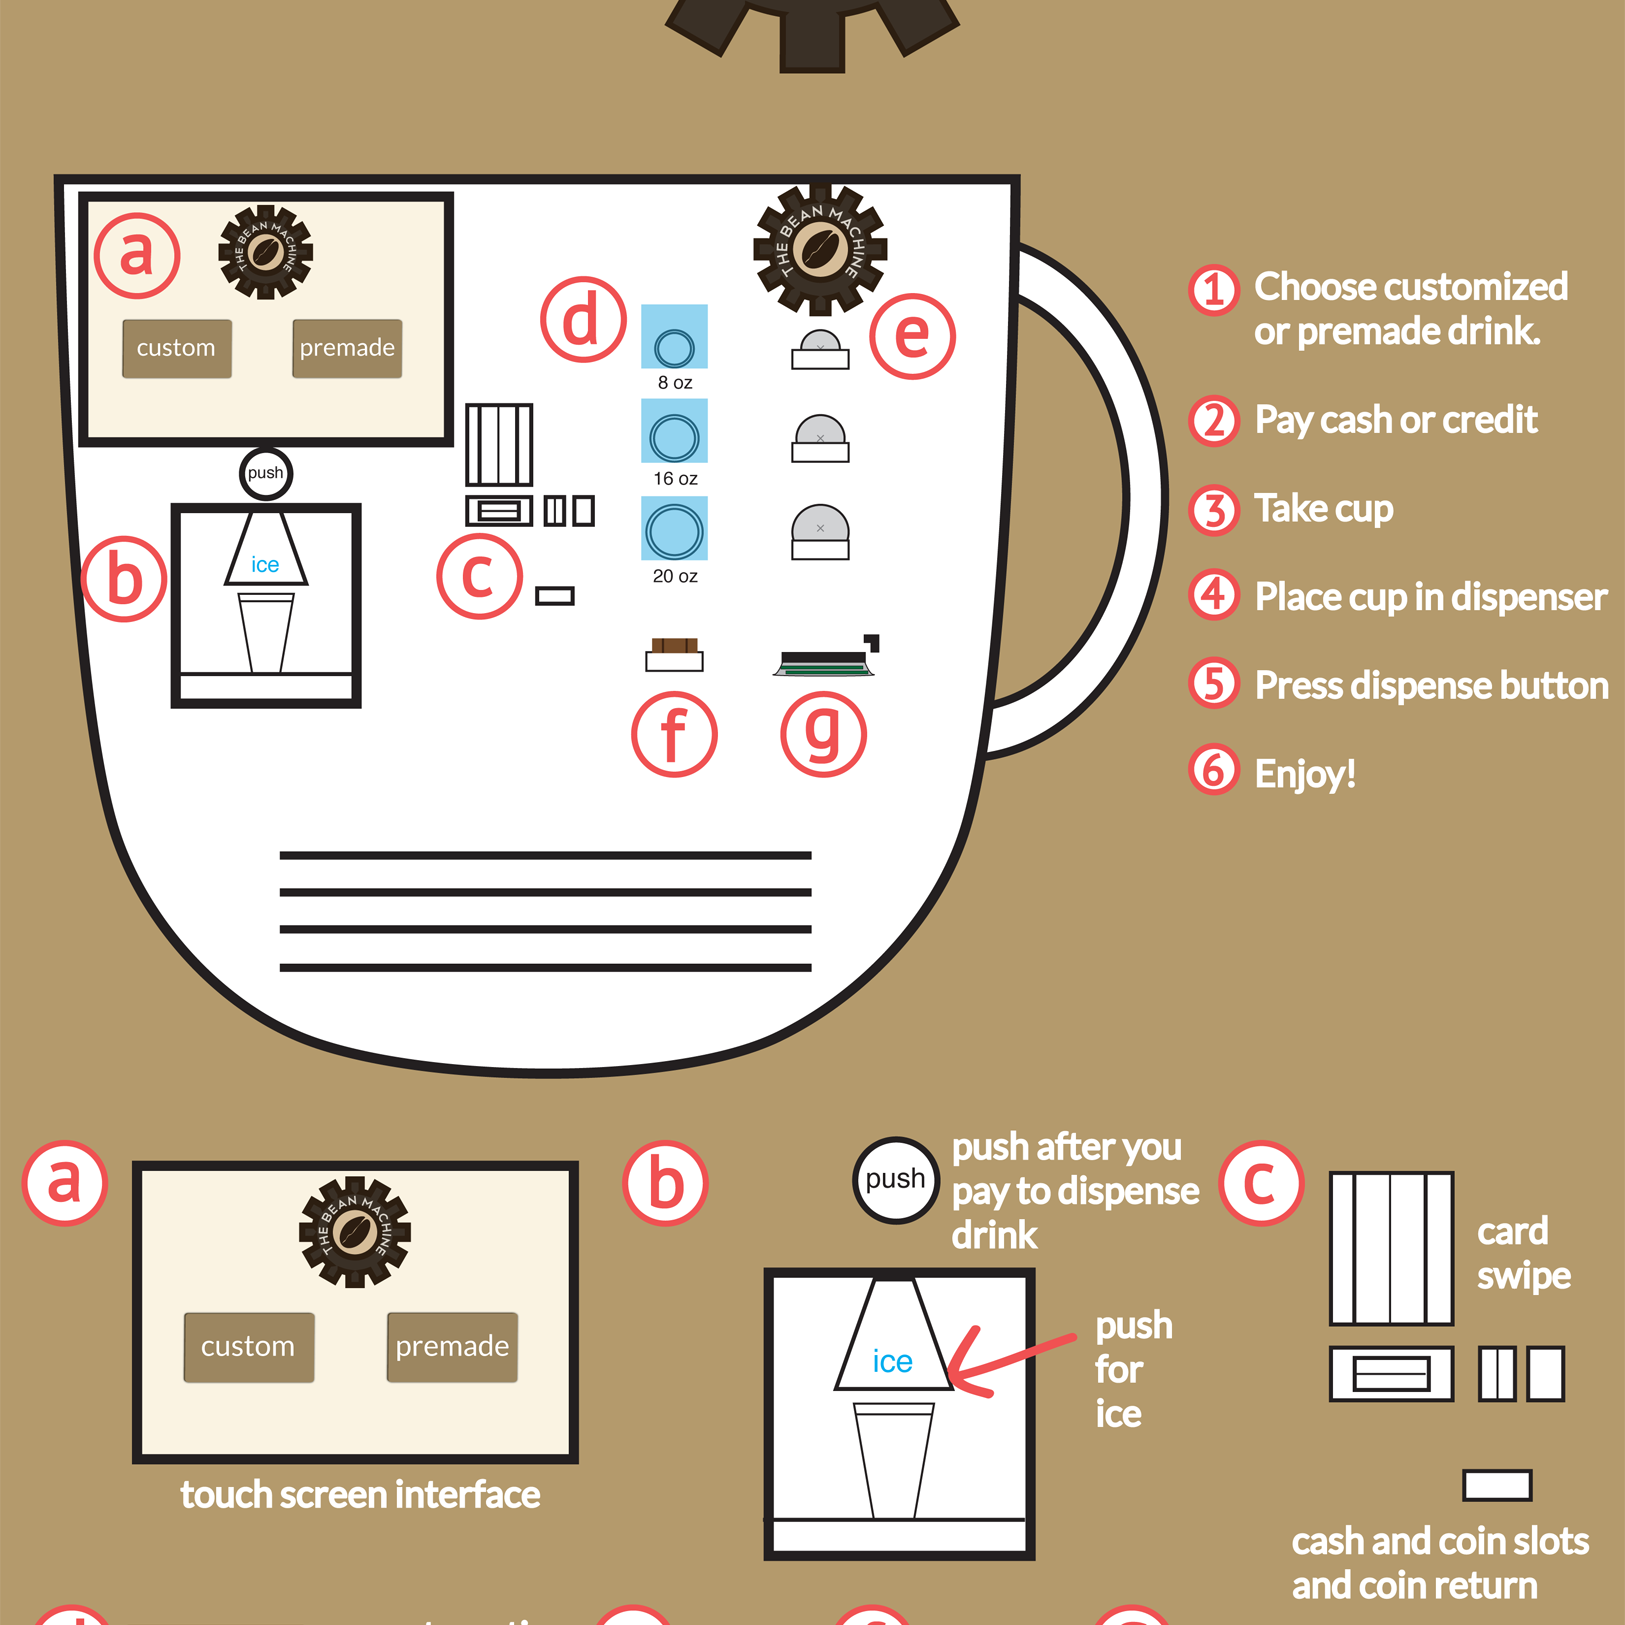 a
THE BEAN MACHINE
custom
premade
push
b
ice
c
d
8 oz
16 oz
20 oz
THE BEAN MACHINE
e
f
g
1 Choose customized
or premade drink.
2 Pay cash or credit
3 Take cup
4 Place cup in dispenser
5 Press dispense button
6 Enjoy!
a
THE BEAN MACHINE
custom
premade
touch screen interface
b
push
push after you
pay to dispense
drink
ice
push
for
ice
c
card
swipe
cash and coin slots
and coin return